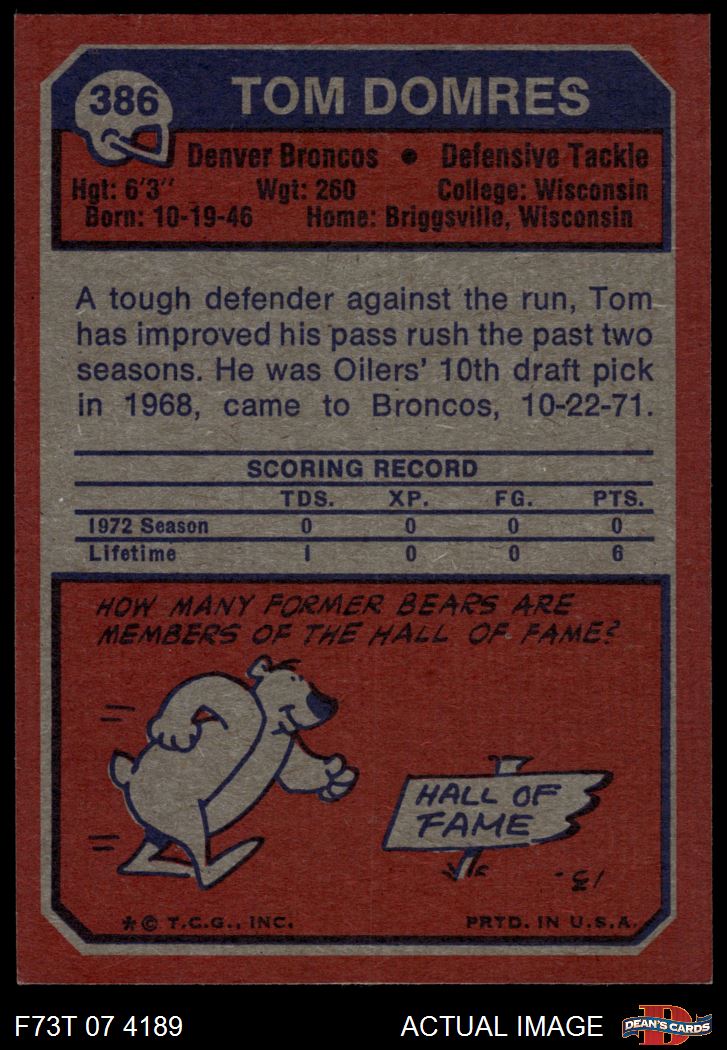 386
TOM DOMRES
Denver Broncos • Defensive Tackle
Hgt: 6'3" Wgt: 260 College: Wisconsin
Born: 10-19-46 Home: Briggsville, Wisconsin
A tough defender against the run, Tom
has improved his pass rush the past two
seasons. He was Oilers' 10th draft pick
in 1968, came to Broncos, 10-22-71.
SCORING RECORD
TDS. XP. FG. PTS.
1972 Season 0 0 0 0
Lifetime 1 0 0 6
HOW MANY FORMER BEARS ARE
MEMBERS OF THE HALL OF FAME?
HALL OF
FAME
13-
* © T.C.G., INC. PRTD. IN U.S.A.
F73T 07 4189 ACTUAL IMAGE
DEAN'S CARDS